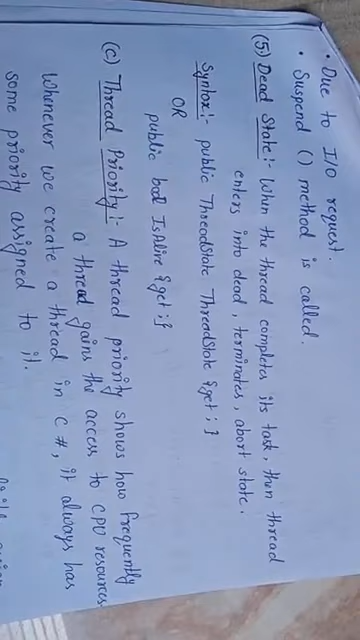 • Due to I/O request.
• Suspend () method is called.
(5) Dead State:- When the thread completes its task, then thread
enters into dead, terminates, abort state.
Syntax:- public ThreadState ThreadState {get;}
OR
public bool IsAlive {get;}
(c) Thread Priority:- A thread priority shows how frequently
a thread gains the access to CPU resources.
Whenever we create a thread in C#, it always has
some priority assigned to it.